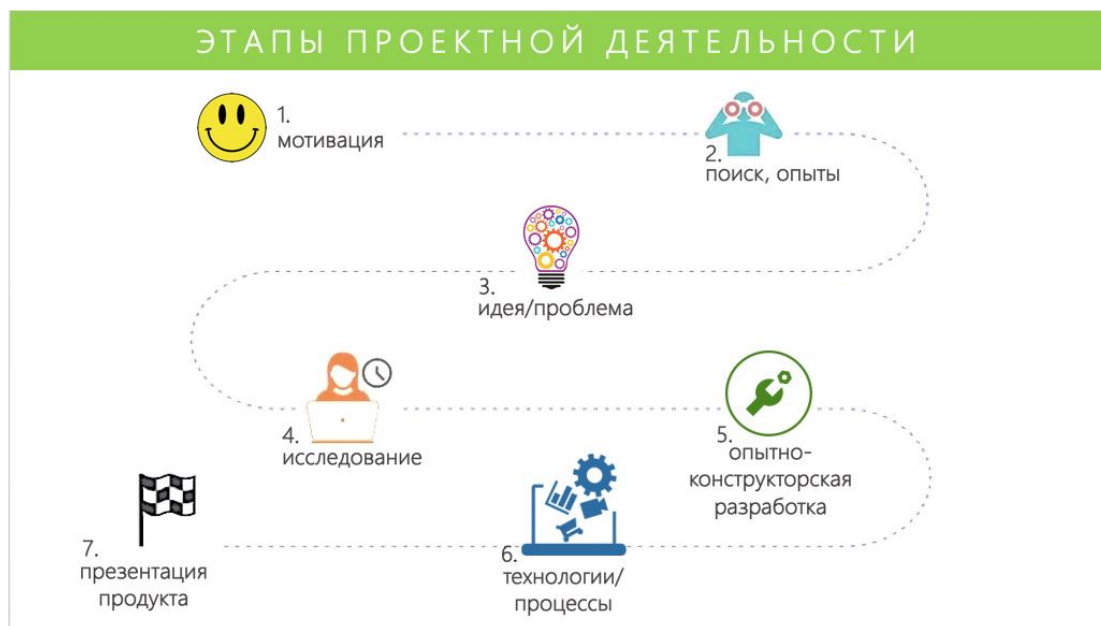 ЭТАПЫ ПРОЕКТНОЙ ДЕЯТЕЛЬНОСТИ
1.
мотивация
2.
поиск, опыты
3.
идея/проблема
4.
исследование
5.
опытно-
конструкторская
разработка
6.
технологии/
процессы
7.
презентация
продукта